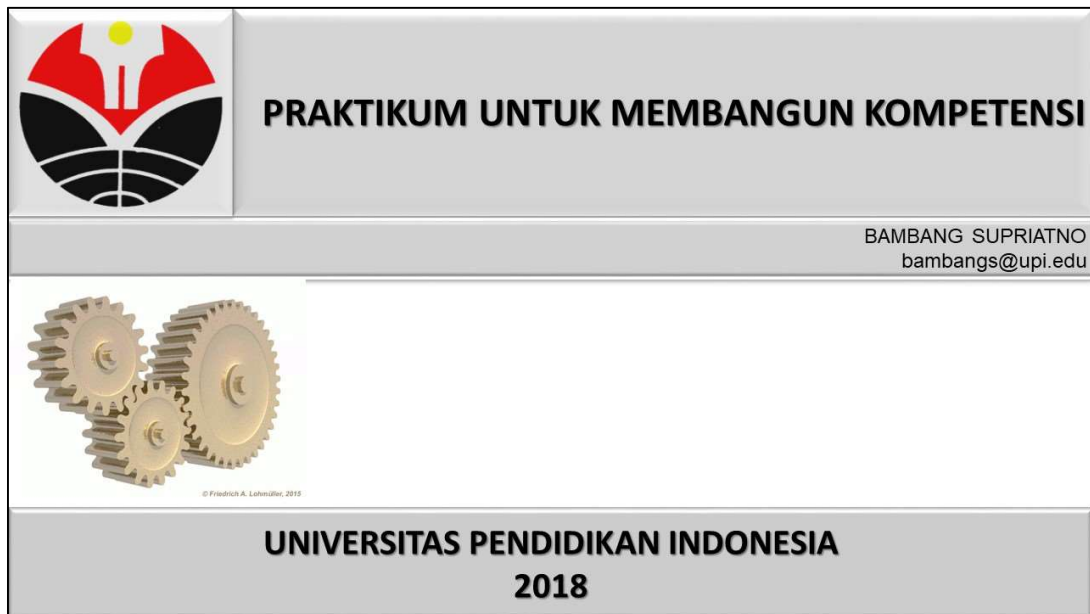 PRAKTIKUM UNTUK MEMBANGUN KOMPETENSI
BAMBANG SUPRIATNO
bambangs@upi.edu
© Friedrich A. Lohmüller, 2015
UNIVERSITAS PENDIDIKAN INDONESIA
2018